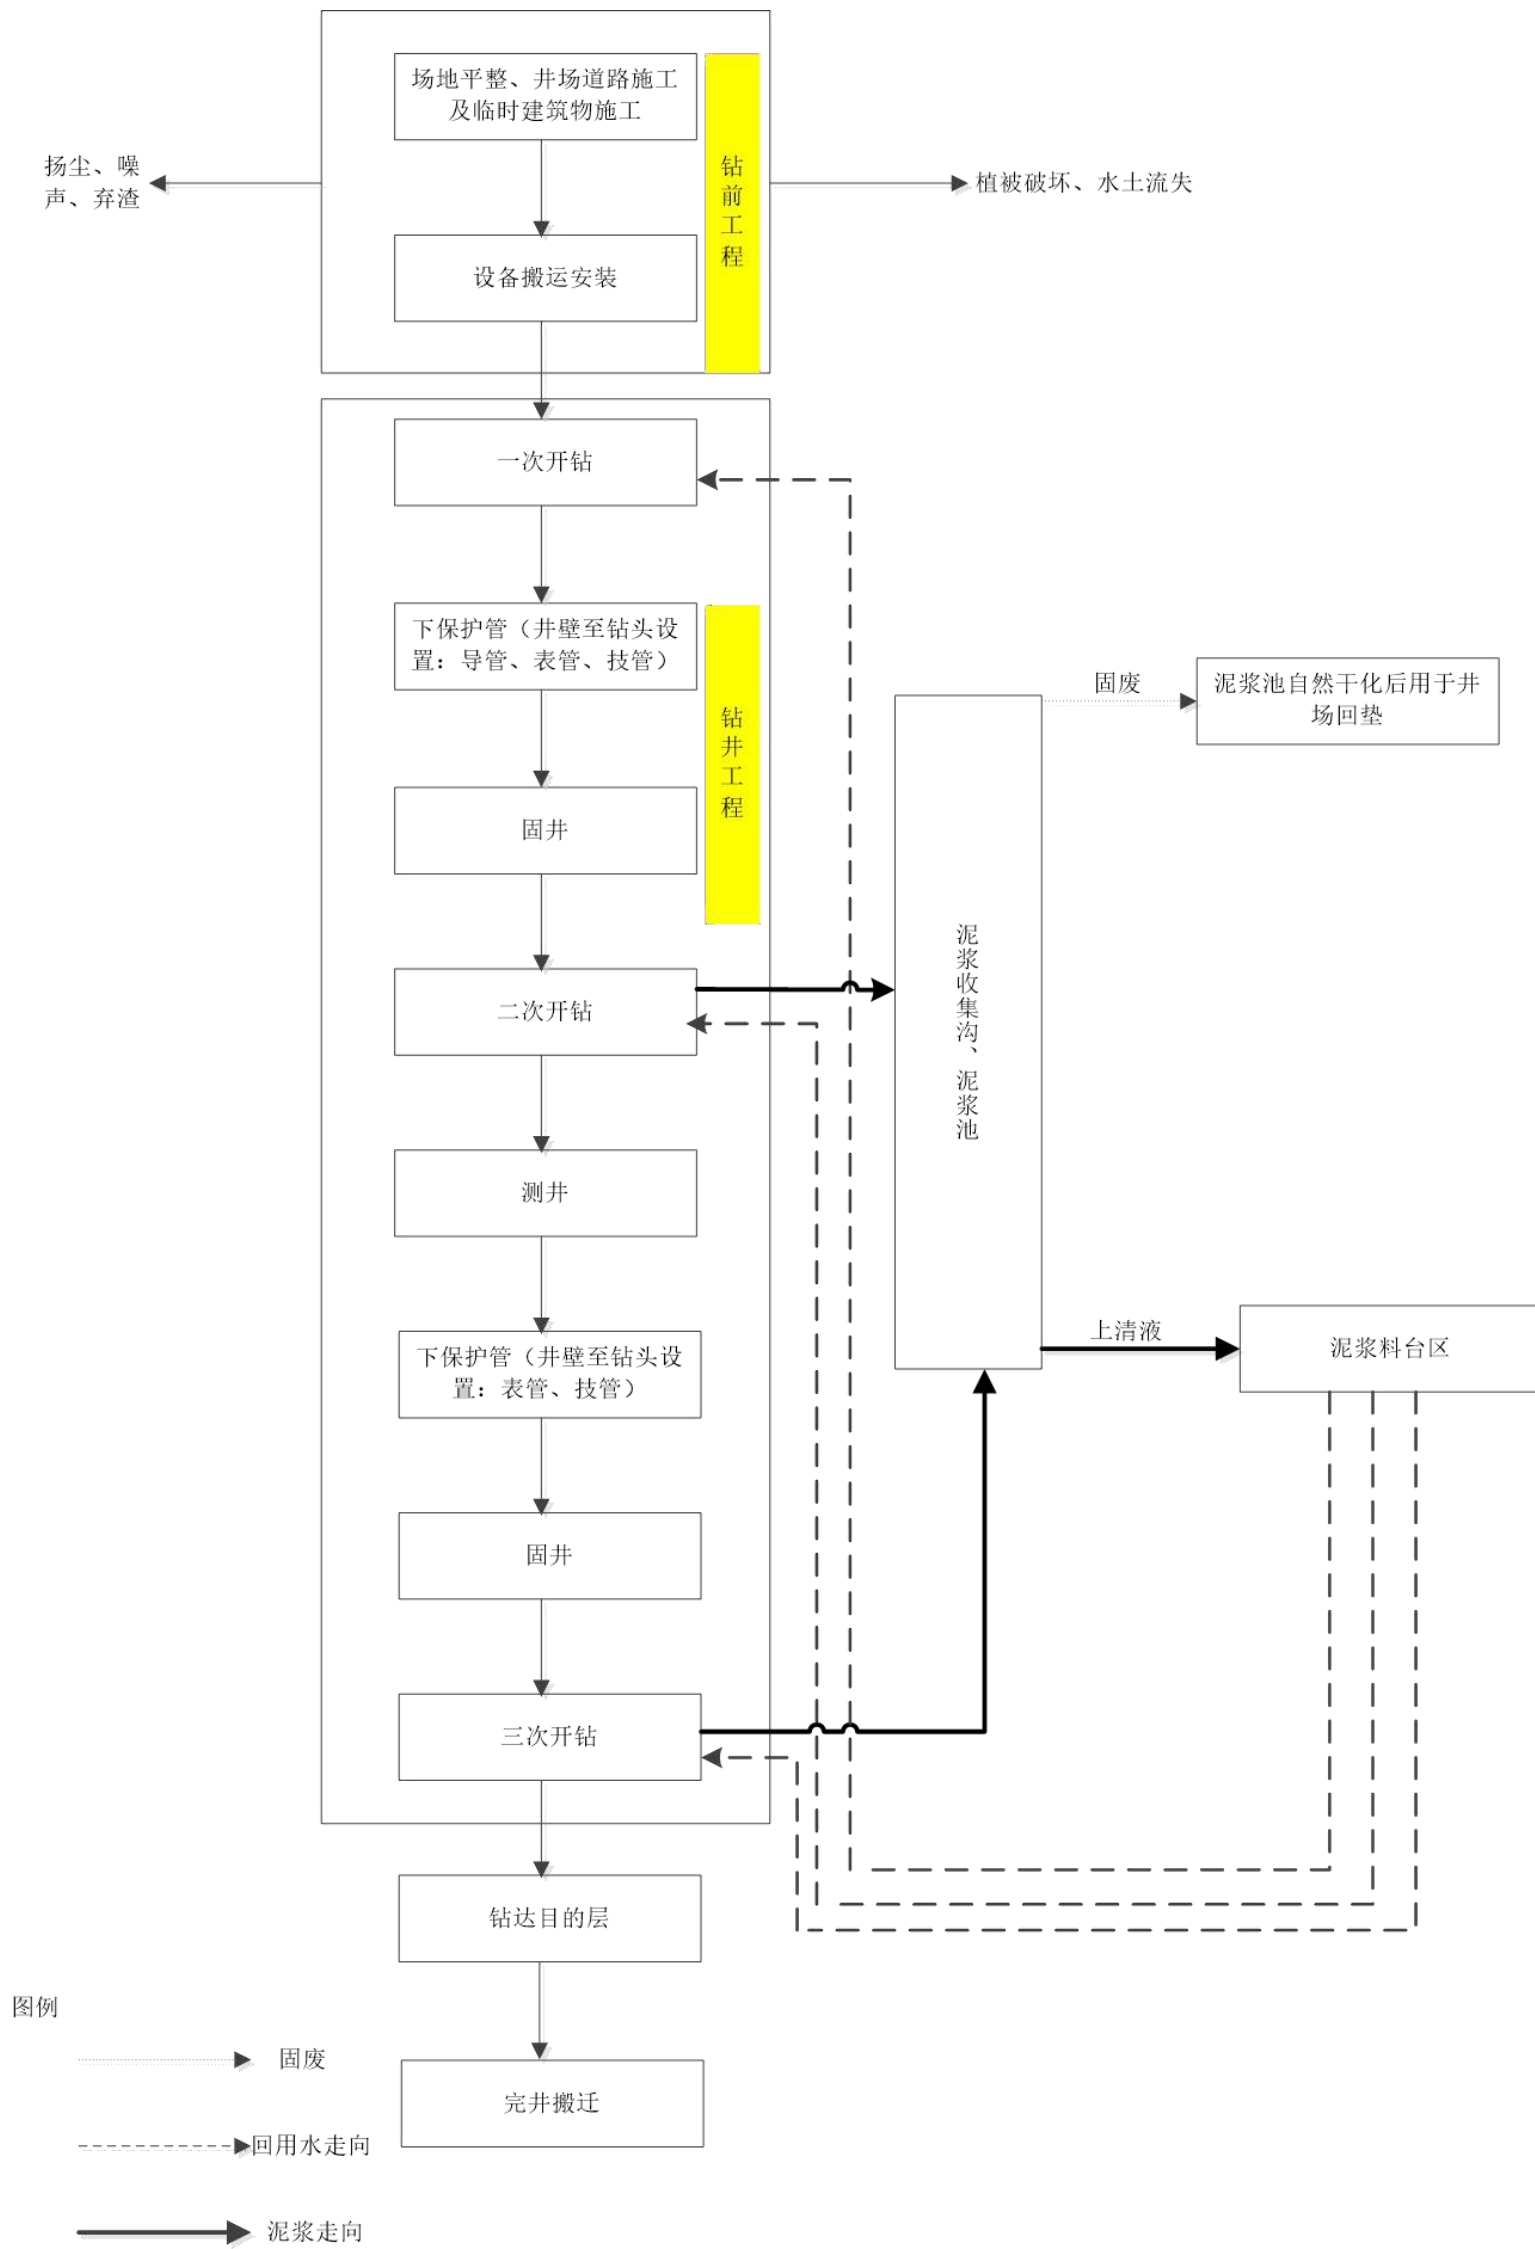 场地平整、井场道路施工
及临时建筑物施工
钻
前
工
程
扬尘、噪
声、弃渣
植被破坏、水土流失
设备搬运安装
一次开钻
下保护管（井壁至钻头设
置：导管、表管、技管）
钻
井
工
程
固废
泥浆池自然干化后用于井
场回垫
固井
泥浆收集沟、泥浆池
二次开钻
测井
下保护管（井壁至钻头设
置：表管、技管）
上清液
泥浆料台区
固井
三次开钻
钻达目的层
完井搬迁
图例
固废
回用水走向
泥浆走向